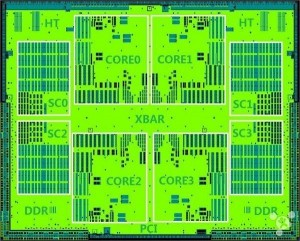 HT HT
CORE0 CORE1
SC0 SC1
XBAR
SC2 SC3
CORE2 CORE3
DDR DDR
PCI